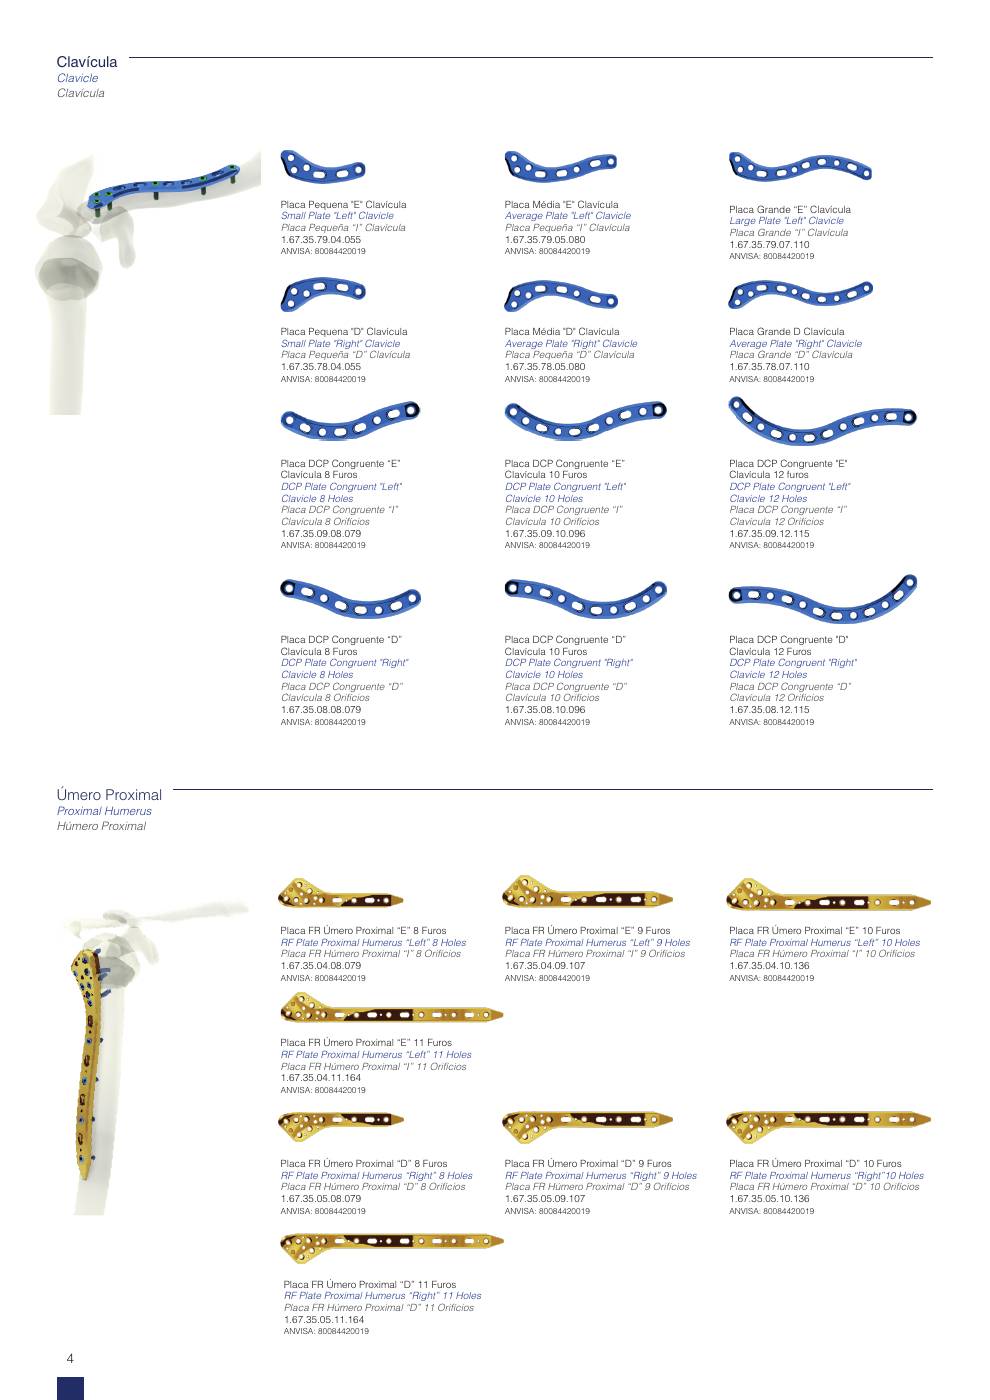 Clavícula
Clavicle
Clavícula
Placa Pequena "E" Clavícula
Small Plate "Left" Clavicle
Placa Pequeña “I” Clavícula
1.67.35.79.04.055
ANVISA: 80084420019
Placa Média "E" Clavícula
Average Plate "Left" Clavicle
Placa Pequeña “I” Clavícula
1.67.35.79.05.080
ANVISA: 80084420019
Placa Grande “E” Clavícula
Large Plate "Left" Clavicle
Placa Grande “I” Clavícula
1.67.35.79.07.110
ANVISA: 80084420019
Placa Pequena "D" Clavícula
Small Plate "Right" Clavicle
Placa Pequeña “D” Clavícula
1.67.35.78.04.055
ANVISA: 80084420019
Placa Média "D" Clavícula
Average Plate "Right" Clavicle
Placa Pequeña “D” Clavícula
1.67.35.78.05.080
ANVISA: 80084420019
Placa Grande D Clavícula
Average Plate "Right" Clavicle
Placa Grande “D” Clavícula
1.67.35.78.07.110
ANVISA: 80084420019
Placa DCP Congruente “E”
Clavícula 8 Furos
DCP Plate Congruent "Left"
Clavicle 8 Holes
Placa DCP Congruente “I”
Clavícula 8 Orifícios
1.67.35.09.08.079
ANVISA: 80084420019
Placa DCP Congruente “E”
Clavícula 10 Furos
DCP Plate Congruent "Left"
Clavicle 10 Holes
Placa DCP Congruente “I”
Clavícula 10 Orifícios
1.67.35.09.10.096
ANVISA: 80084420019
Placa DCP Congruente "E"
Clavícula 12 furos
DCP Plate Congruent "Left"
Clavicle 12 Holes
Placa DCP Congruente “I”
Clavícula 12 Orifícios
1.67.35.09.12.115
ANVISA: 80084420019
Placa DCP Congruente “D”
Clavícula 8 Furos
DCP Plate Congruent "Right"
Clavicle 8 Holes
Placa DCP Congruente “D”
Clavícula 8 Orifícios
1.67.35.08.08.079
ANVISA: 80084420019
Placa DCP Congruente “D”
Clavícula 10 Furos
DCP Plate Congruent "Right"
Clavicle 10 Holes
Placa DCP Congruente “D”
Clavícula 10 Orifícios
1.67.35.08.10.096
ANVISA: 80084420019
Placa DCP Congruente "D"
Clavícula 12 Furos
DCP Plate Congruent "Right"
Clavicle 12 Holes
Placa DCP Congruente “D”
Clavícula 12 Orifícios
1.67.35.08.12.115
ANVISA: 80084420019
Úmero Proximal
Proximal Humerus
Húmero Proximal
Placa FR Úmero Proximal “E” 8 Furos
RF Plate Proximal Humerus “Left” 8 Holes
Placa FR Húmero Proximal “I” 8 Orifícios
1.67.35.04.08.079
ANVISA: 80084420019
Placa FR Úmero Proximal “E” 9 Furos
RF Plate Proximal Humerus “Left” 9 Holes
Placa FR Húmero Proximal “I” 9 Orifícios
1.67.35.04.09.107
ANVISA: 80084420019
Placa FR Úmero Proximal “E” 10 Furos
RF Plate Proximal Humerus “Left” 10 Holes
Placa FR Húmero Proximal “I” 10 Orifícios
1.67.35.04.10.136
ANVISA: 80084420019
Placa FR Úmero Proximal “E” 11 Furos
RF Plate Proximal Humerus “Left” 11 Holes
Placa FR Húmero Proximal “I” 11 Orifícios
1.67.35.04.11.164
ANVISA: 80084420019
Placa FR Úmero Proximal “D” 8 Furos
RF Plate Proximal Humerus “Right” 8 Holes
Placa FR Húmero Proximal “D” 8 Orifícios
1.67.35.05.08.079
ANVISA: 80084420019
Placa FR Úmero Proximal “D” 9 Furos
RF Plate Proximal Humerus “Right” 9 Holes
Placa FR Húmero Proximal “D” 9 Orifícios
1.67.35.05.09.107
ANVISA: 80084420019
Placa FR Úmero Proximal “D” 10 Furos
RF Plate Proximal Humerus “Right”10 Holes
Placa FR Húmero Proximal “D” 10 Orifícios
1.67.35.05.10.136
ANVISA: 80084420019
Placa FR Úmero Proximal “D” 11 Furos
RF Plate Proximal Humerus “Right” 11 Holes
Placa FR Húmero Proximal “D” 11 Orifícios
1.67.35.05.11.164
ANVISA: 80084420019
4